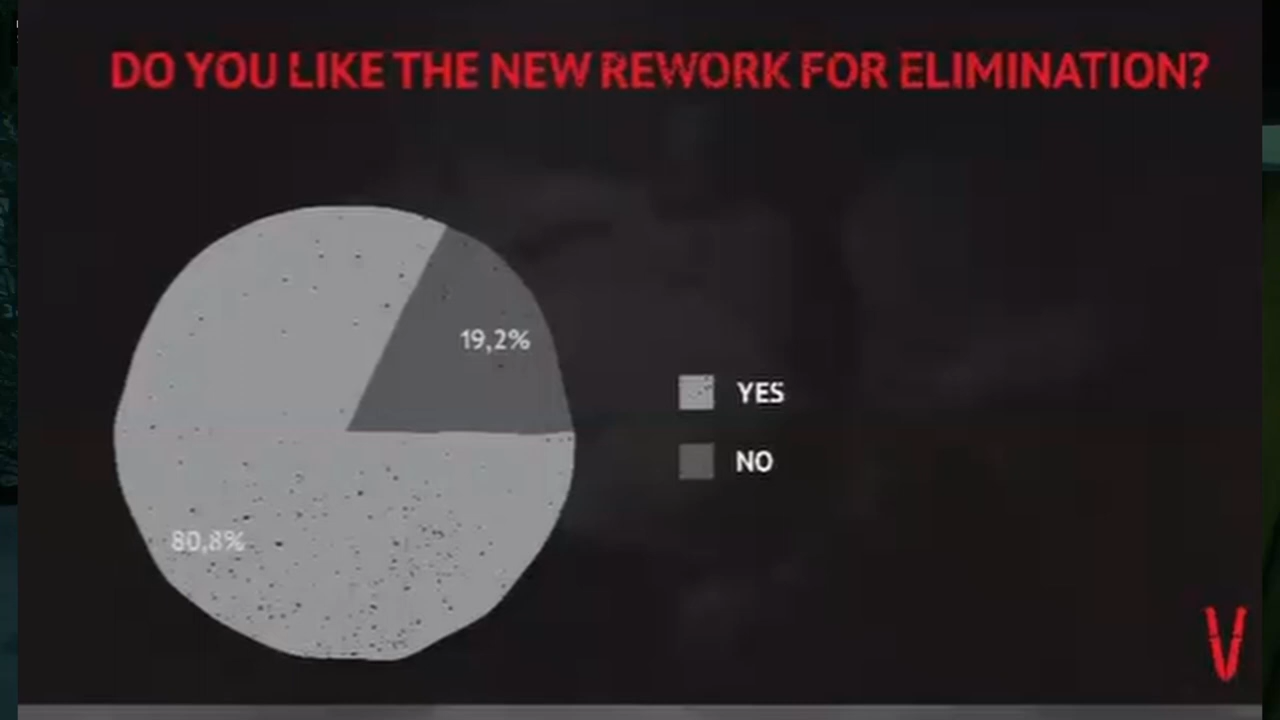 DO YOU LIKE THE NEW REWORK FOR ELIMINATION?
19,2%
YES
NO
80,8%
V